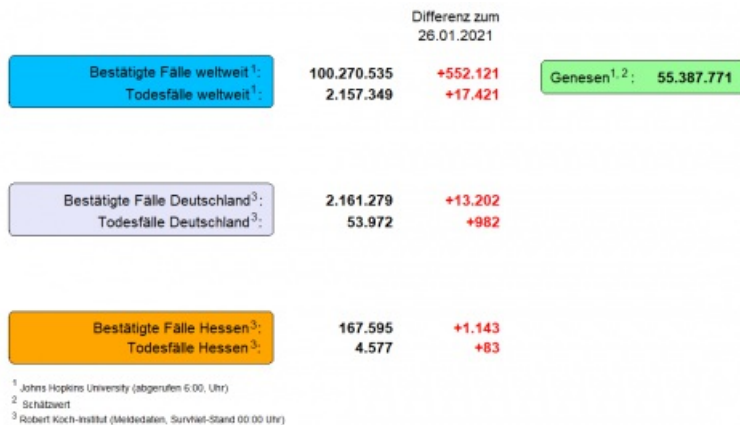 Differenz zum
26.01.2021
Bestätigte Fälle weltweit¹: 100.270.535 +552.121 Genesen¹,²: 55.387.771
Todesfälle weltweit¹: 2.157.349 +17.421
Bestätigte Fälle Deutschland³: 2.161.279 +13.202
Todesfälle Deutschland³: 53.972 +982
Bestätigte Fälle Hessen³: 167.595 +1.143
Todesfälle Hessen³: 4.577 +83
¹ Johns Hopkins University (abgerufen 6:00, Uhr)
² Schätzwert
³ Robert Koch-Institut (Meldedaten, SurvNet-Stand 00:00 Uhr)